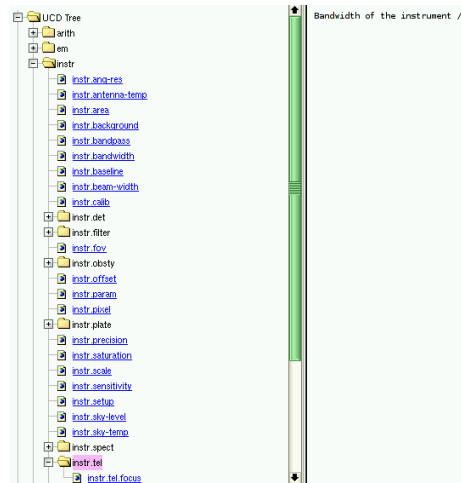 UCD Tree
arith
em
instr
instr.ang-res
instr.antenna-temp
instr.area
instr.background
instr.bandpass
instr.bandwidth
instr.baseline
instr.beam-width
instr.calib
instr.det
instr.filter
instr.fov
instr.obsty
instr.offset
instr.param
instr.pixel
instr.plate
instr.precision
instr.saturation
instr.scale
instr.sensitivity
instr.setup
instr.sky-level
instr.sky-temp
instr.spect
instr.tel
instr.tel.focus
Bandwidth of the instrument /